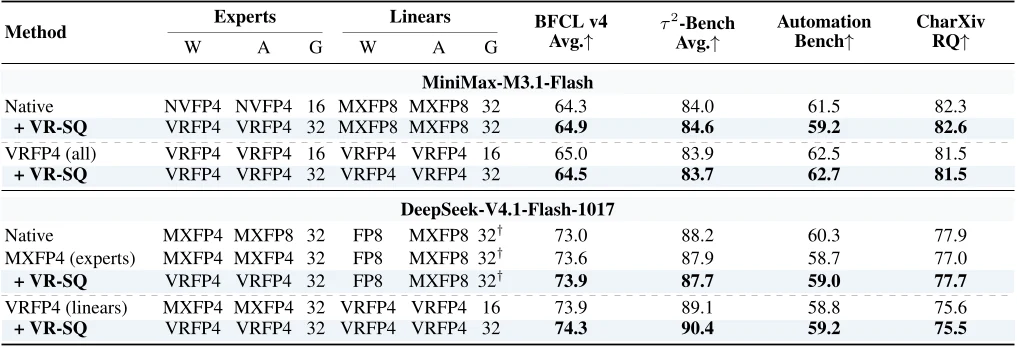 Method Experts Linears BFCL v4 Avg.↑ τ²-Bench Avg.↑ Automation Bench↑ CharXiv RQ↑
W A G W A G
MiniMax-M3.1-Flash
Native NVFP4 NVFP4 16 MXFP8 MXFP8 32 64.3 84.0 61.5 82.3
+ VR-SQ VRFP4 VRFP4 32 MXFP8 MXFP8 32 64.9 84.6 59.2 82.6
VRFP4 (all) VRFP4 VRFP4 16 VRFP4 VRFP4 16 65.0 83.9 62.5 81.5
+ VR-SQ VRFP4 VRFP4 32 VRFP4 VRFP4 32 64.5 83.7 62.7 81.5
DeepSeek-V4.1-Flash-1017
Native MXFP4 MXFP8 32 FP8 MXFP8 32† 73.0 88.2 60.3 77.9
MXFP4 (experts) MXFP4 MXFP4 32 FP8 MXFP8 32† 73.6 87.9 58.7 77.0
+ VR-SQ VRFP4 VRFP4 32 FP8 MXFP8 32† 73.9 87.7 59.0 77.7
VRFP4 (linears) MXFP4 MXFP4 32 VRFP4 VRFP4 16 73.9 89.1 58.8 75.6
+ VR-SQ VRFP4 VRFP4 32 VRFP4 VRFP4 32 74.3 90.4 59.2 75.5